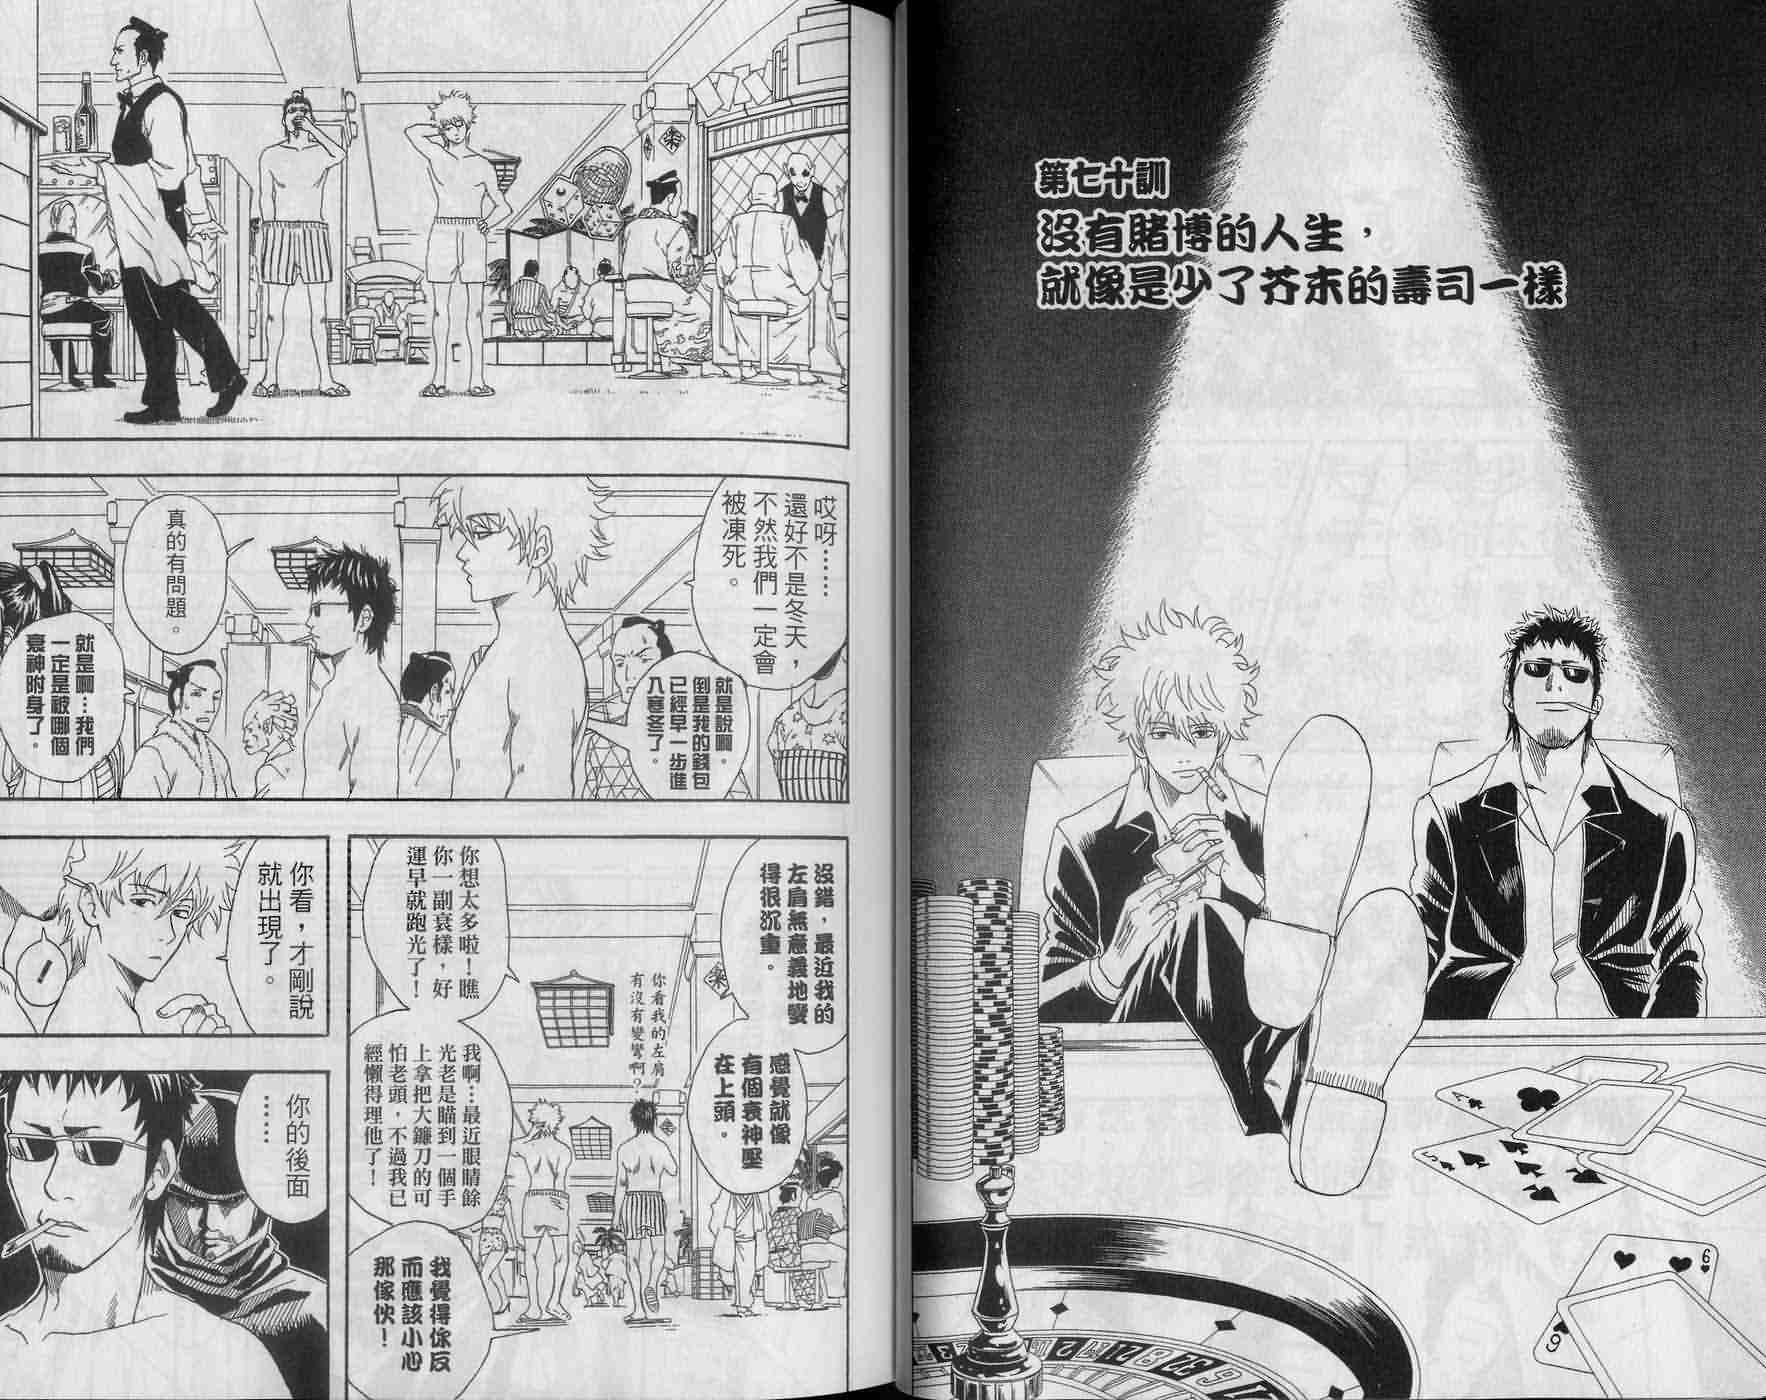 第七十訓
沒有賭博的人生，
就像是少了芥末的壽司一樣
A
5
6
9
哎呀……
還好不是冬天，
不然我們一定會
被凍死。
就是說啊。
倒是我的錢包
已經早一步進
入寒冬了。
真的有問題。
就是啊…我們
一定是被哪個
衰神附身了。
沒錯，最近我的
左肩無意義地變
得很沉重。
感覺就像
有個衰神壓
在上頭。
你看我的左肩
有沒有變彎啊？
你想太多啦！瞧
你一副衰樣，好
運早就跑光了！
我啊…最近眼睛餘
光老是瞄到一個手
上拿把大鐮刀的可
怕老頭，不過我已
經懶得理他了！
我覺得你反
而應該小心
那傢伙！
你看，才剛說
就出現了。
！
你的後面
……